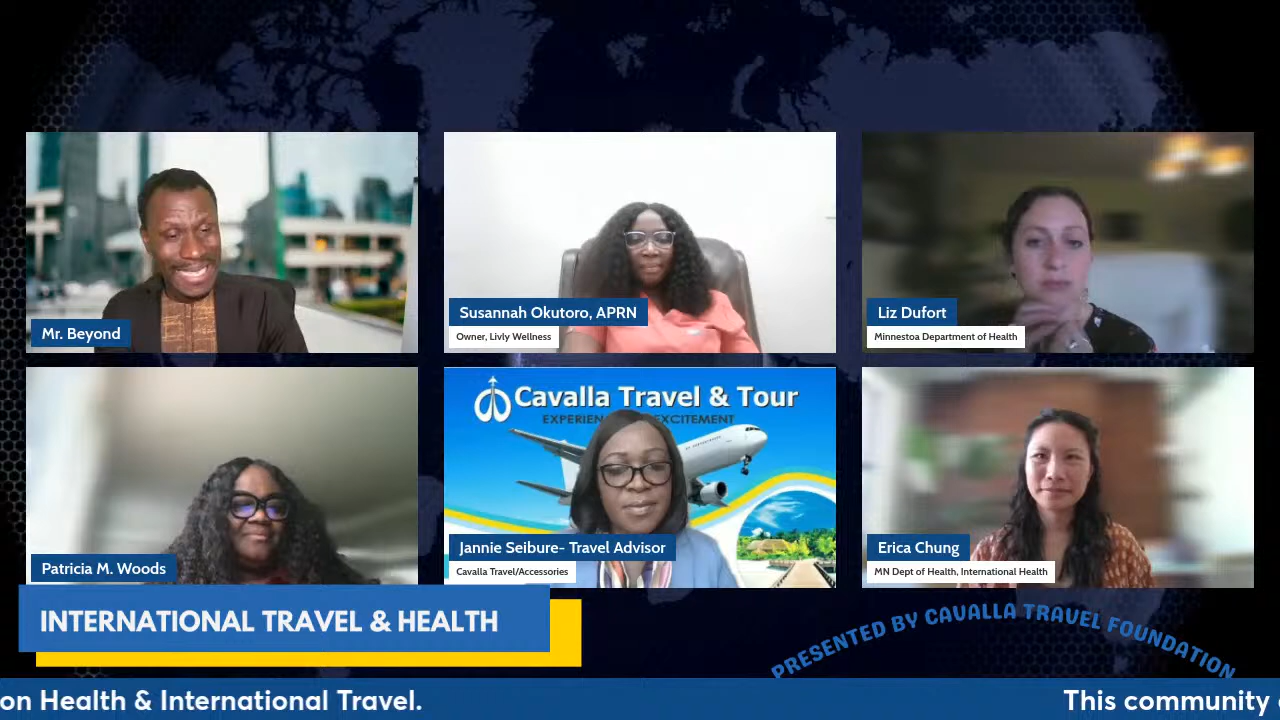 Mr. Beyond
Susannah Okutoro, APRN
Owner, Livly Wellness
Liz Dufort
Minnestoa Department of Health
Patricia M. Woods
Cavalla Travel & Tour
EXPERIEN EXCITEMENT
Jannie Seibure- Travel Advisor
Cavalla Travel/Accessories
Erica Chung
MN Dept of Health, International Health
INTERNATIONAL TRAVEL & HEALTH
PRESENTED BY CAVALLA TRAVEL FOUNDATION
on Health & International Travel. This community